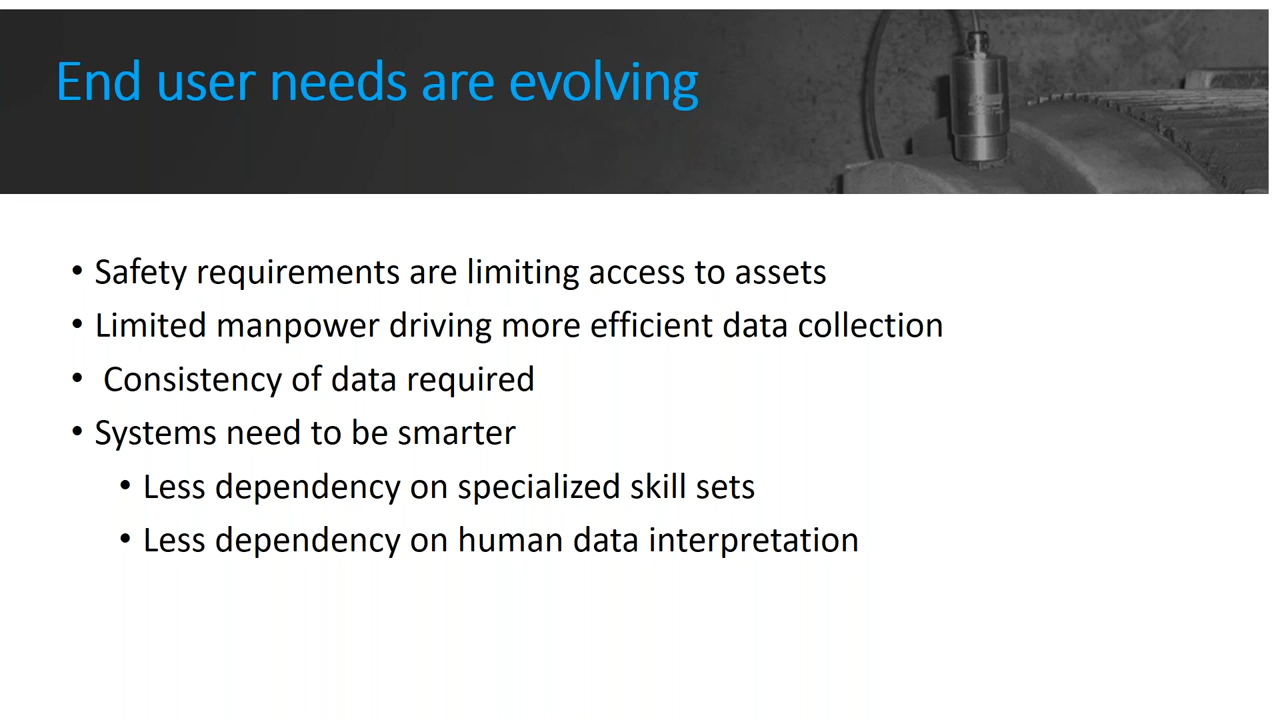 End user needs are evolving
• Safety requirements are limiting access to assets
• Limited manpower driving more efficient data collection
• Consistency of data required
• Systems need to be smarter
• Less dependency on specialized skill sets
• Less dependency on human data interpretation